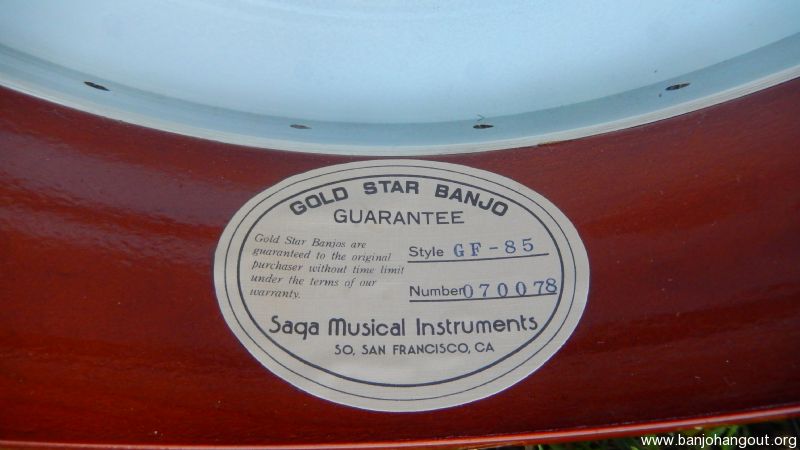 GOLD STAR BANJO
GUARANTEE
Gold Star Banjos are
guaranteed to the original
purchaser without time limit
under the terms of our
warranty.
Style GF-85
Number 070078
Saga Musical Instruments
SO, SAN FRANCISCO, CA
www.banjohangout.org